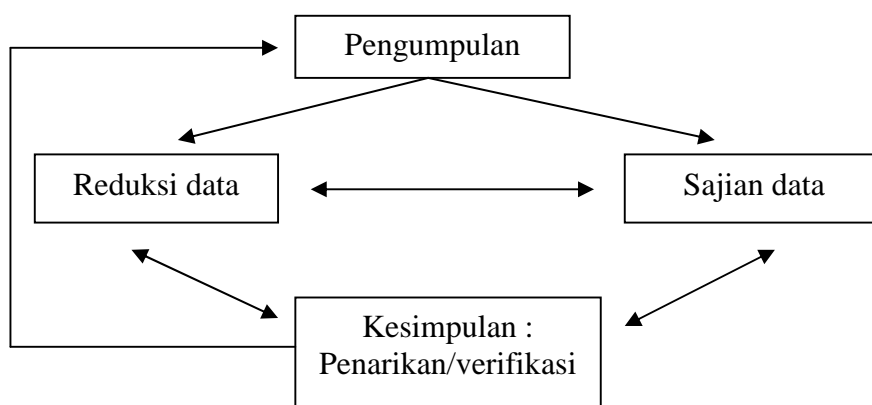 Pengumpulan
Reduksi data
Sajian data
Kesimpulan :
Penarikan/verifikasi